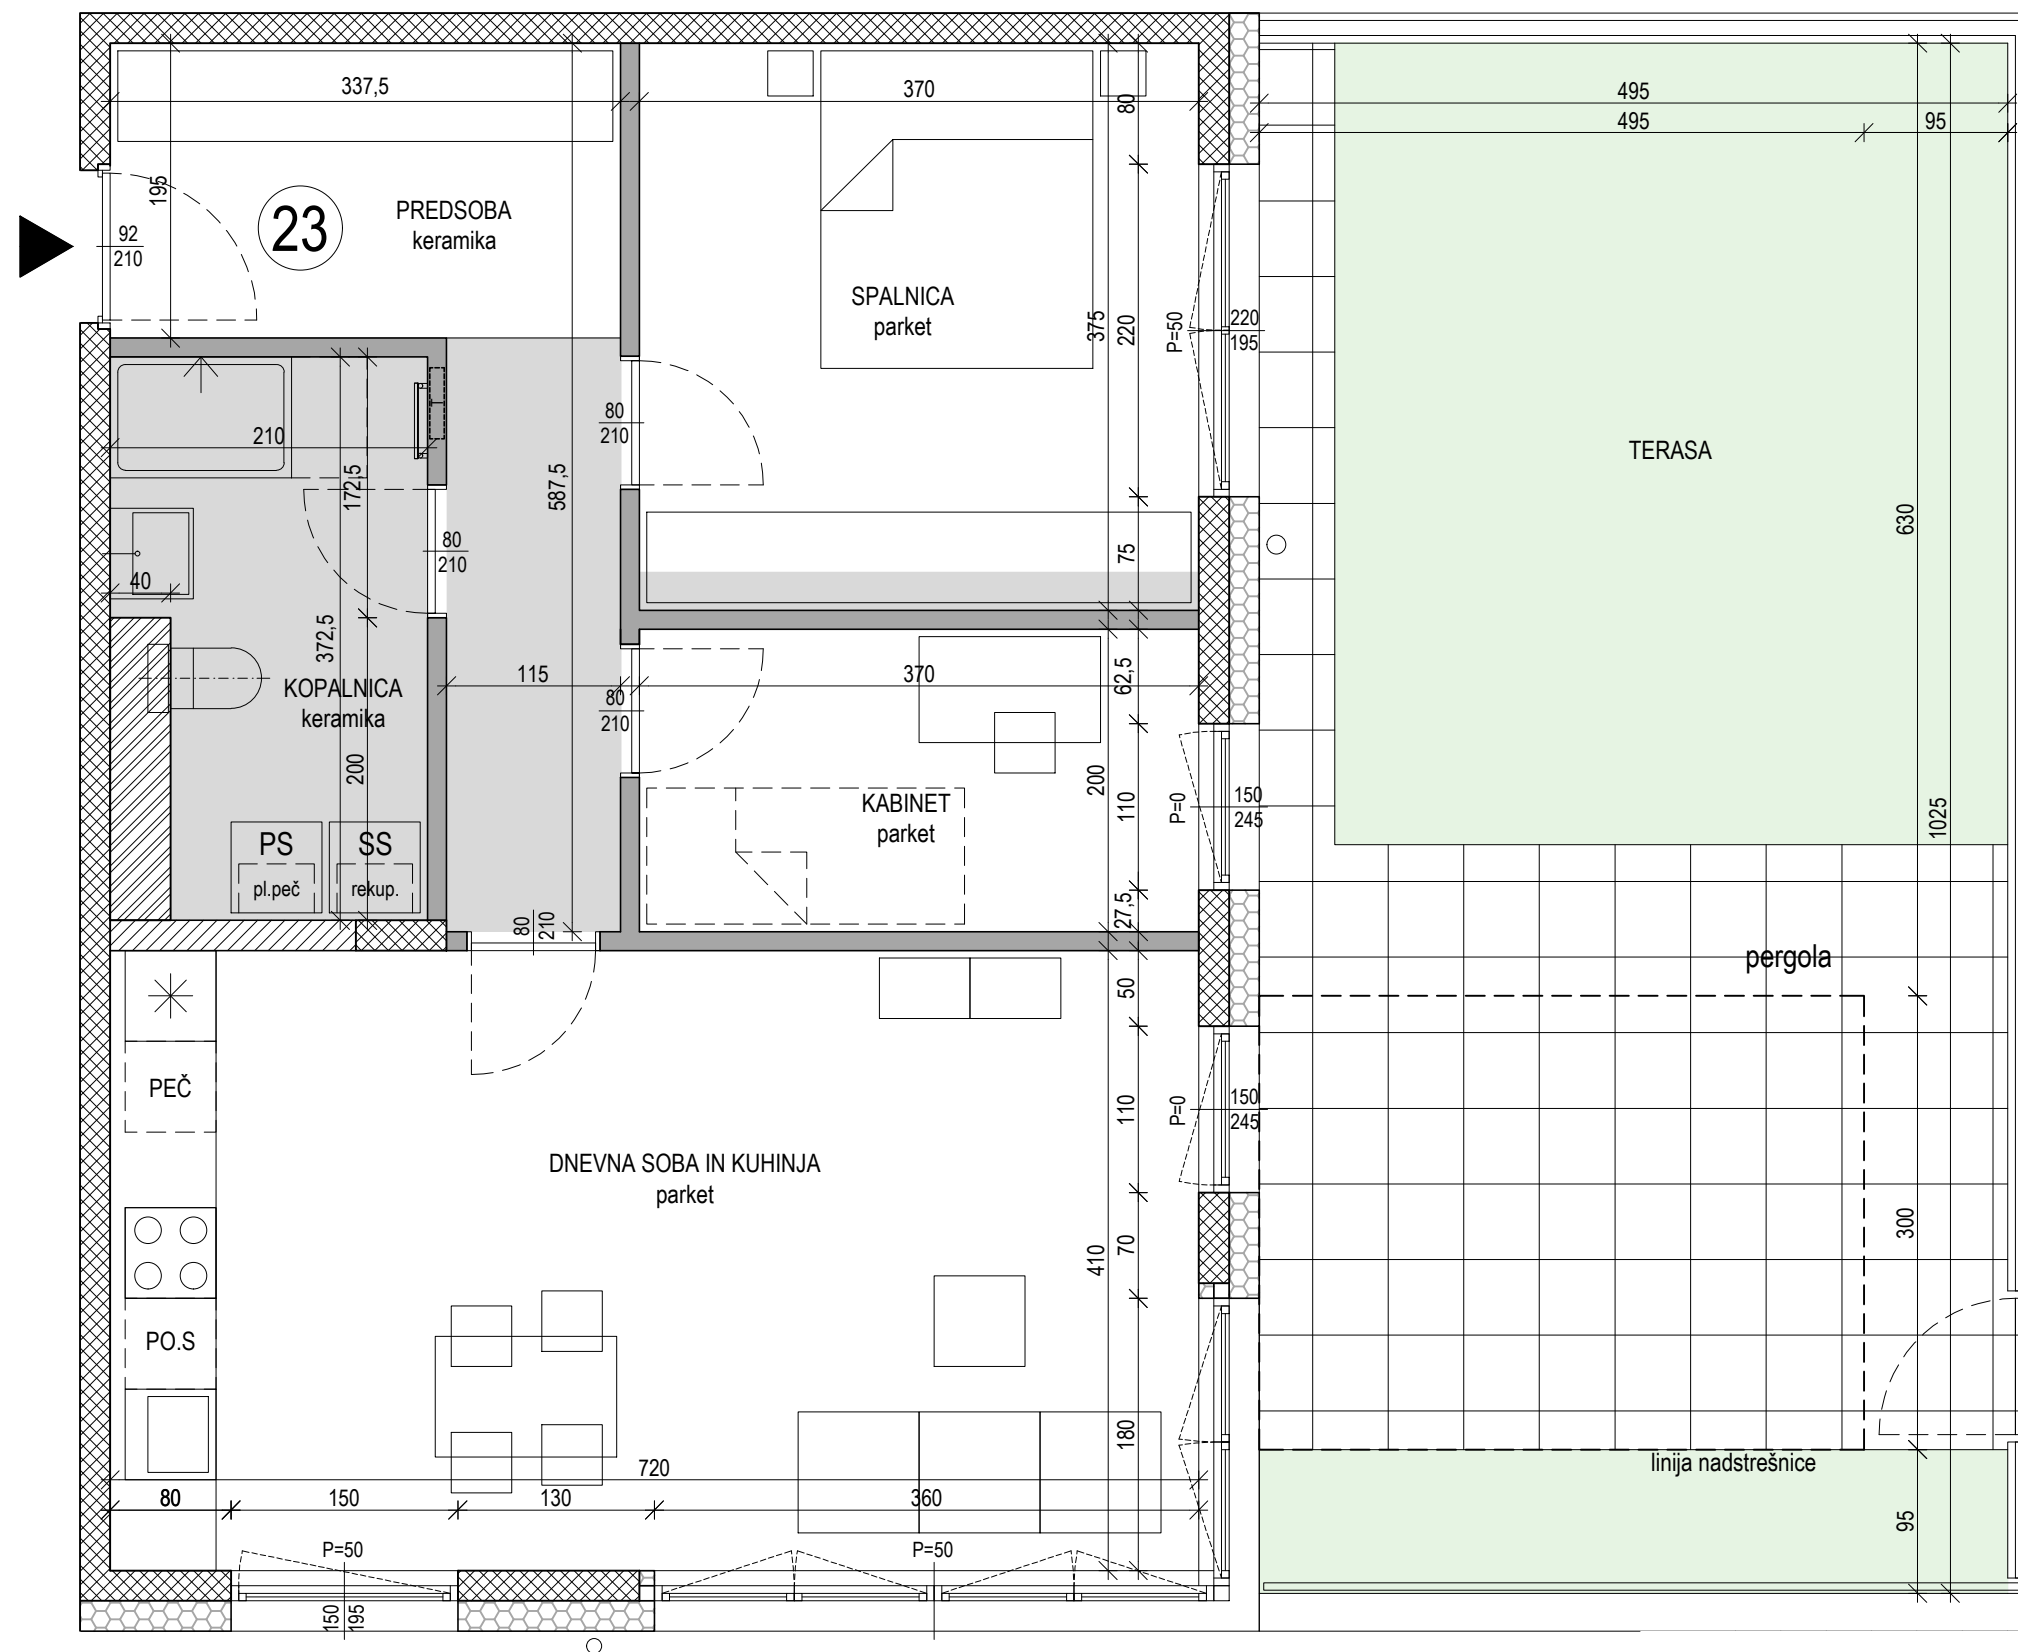 337,5
370
495
495
95
80
195
92
210
23
PREDSOBA
keramika
SPALNICA
parket
375
220
P=50
220
195
TERASA
630
80
210
210
172,5
587,5
80
210
75
40
372,5
KOPALNICA
keramika
115
370
80
210
62,5
200
200
110
KABINET
parket
P=0
150
245
1025
PS
SS
pl.peč
rekup.
80
210
27,5
pergola
50
PEČ
110
P=0
150
245
DNEVNA SOBA IN KUHINJA
parket
410
70
300
PO.S
180
linija nadstrešnice
720
80
150
130
360
95
P=50
P=50
150
195